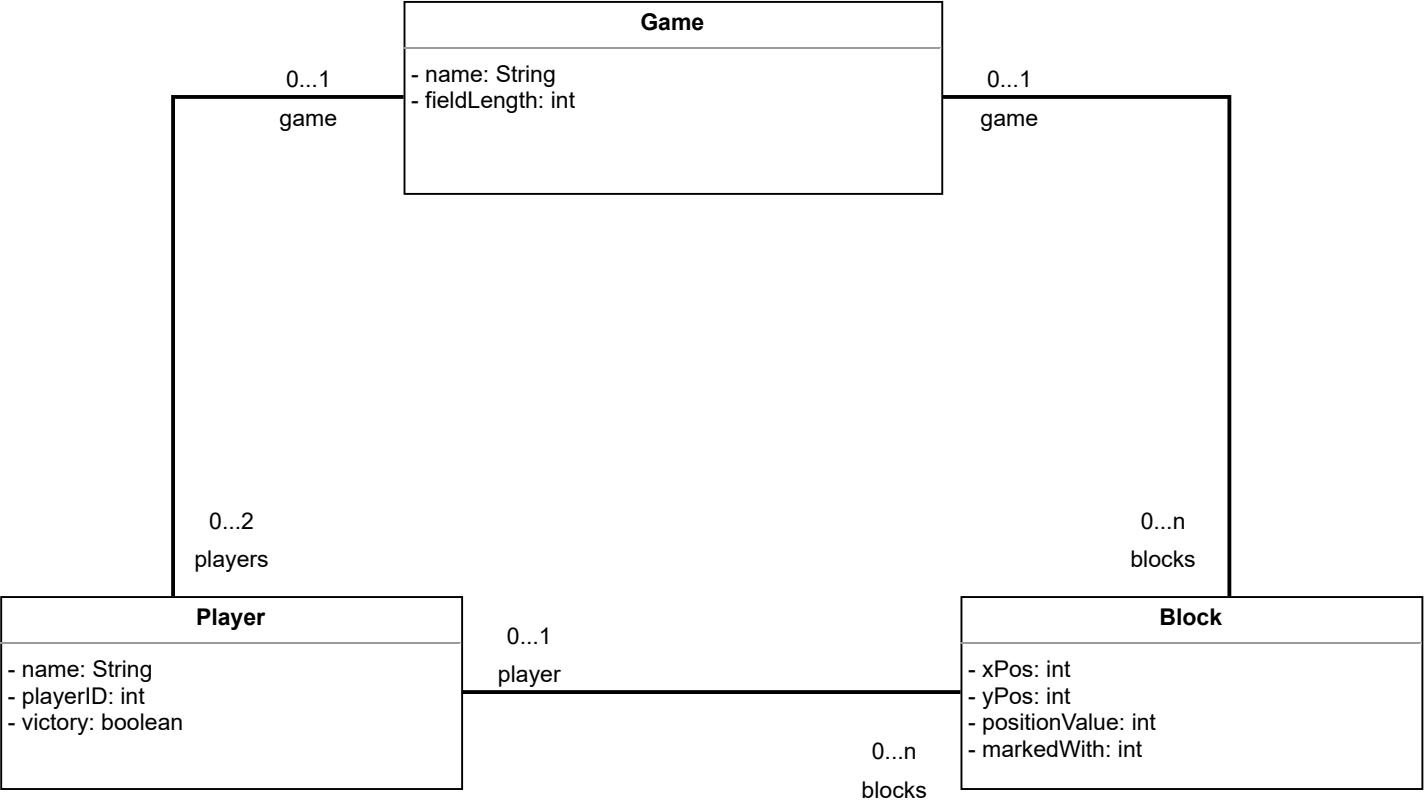 Game
- name: String
- fieldLength: int
0...1
game
0...1
game
0...2
players
0...n
blocks
Player
- name: String
- playerID: int
- victory: boolean
0...1
player
0...n
blocks
Block
- xPos: int
- yPos: int
- positionValue: int
- markedWith: int